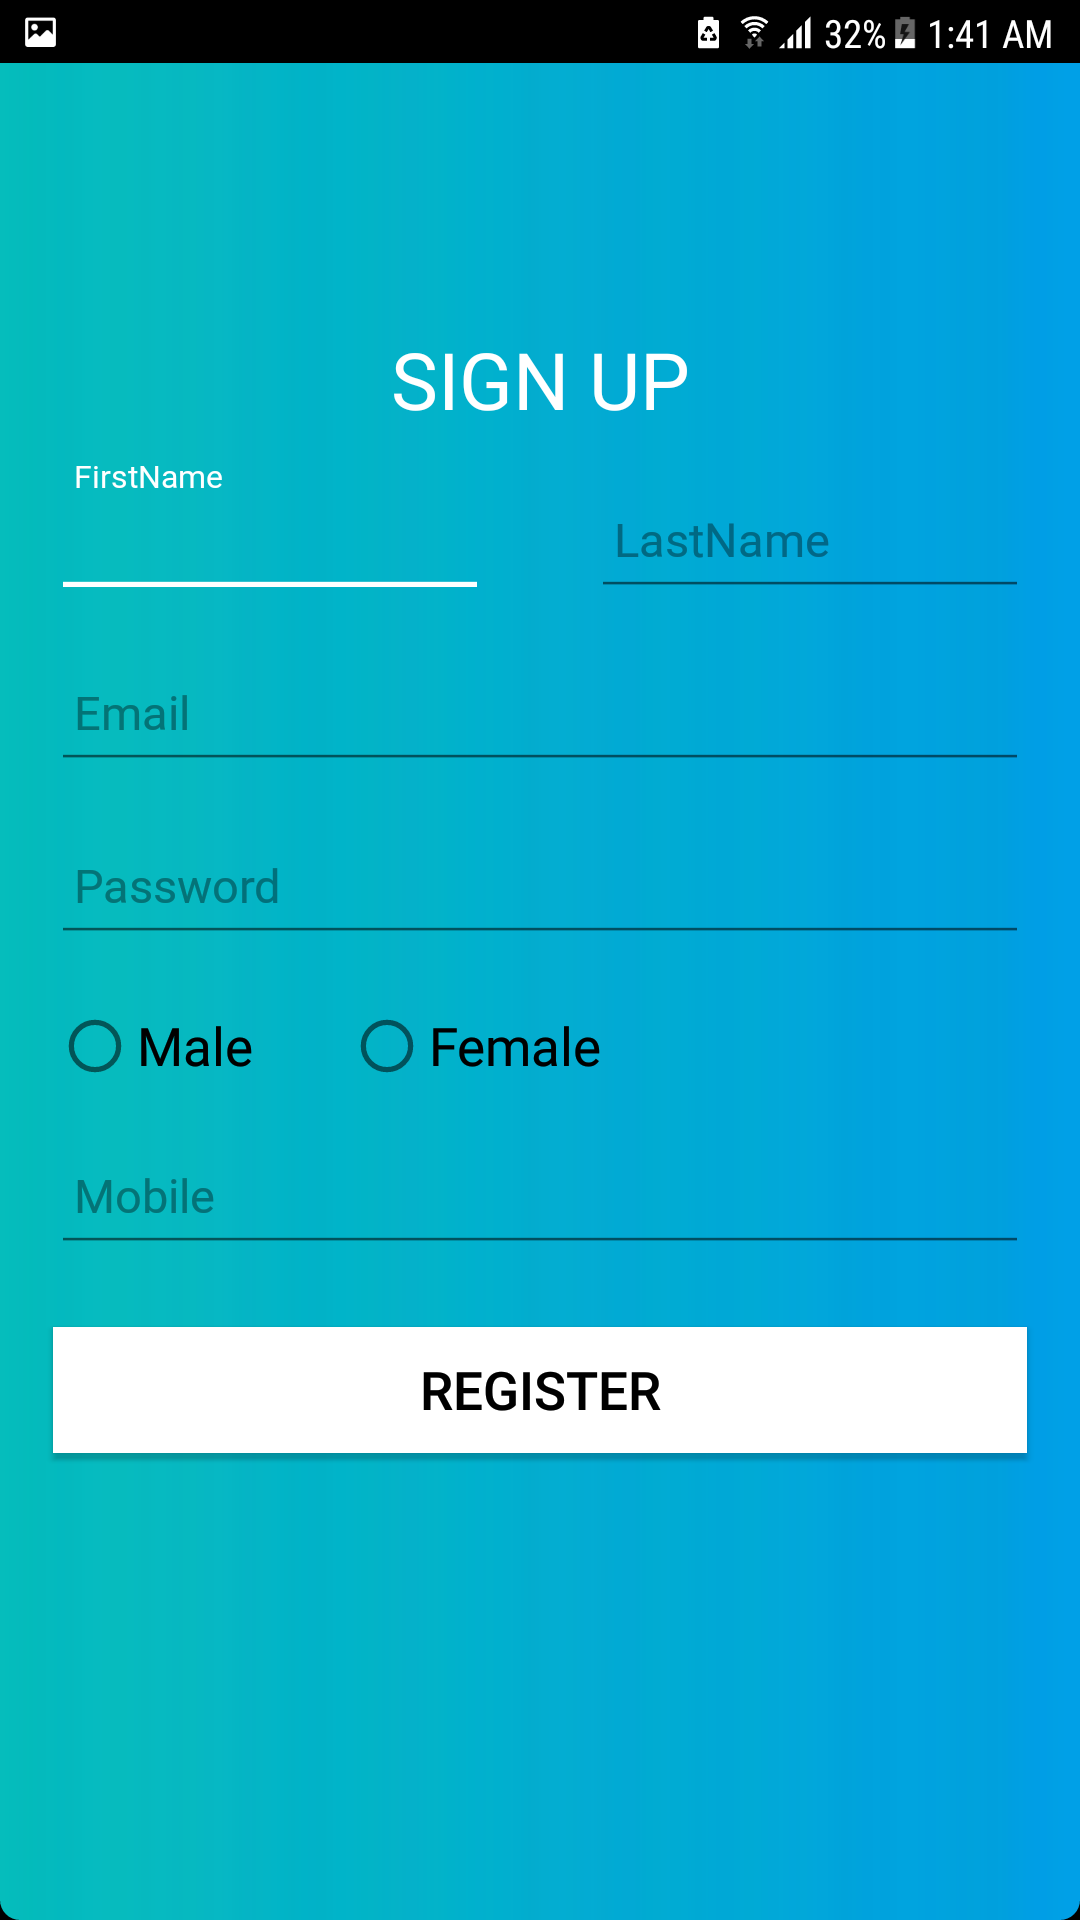 32% 1:41 AM
SIGN UP
FirstName
LastName
Email
Password
Male Female
Mobile
REGISTER